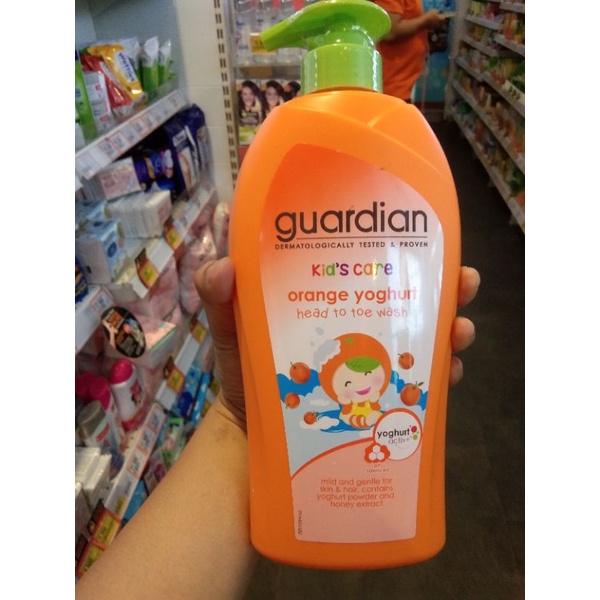 guardian
DERMATOLOGICALLY TESTED & PROVEN
kid's care
orange yoghurt
head to toe wash
yoghurt
active
mild and gentle for
skin & hair, contains
yoghurt powder and
honey extract